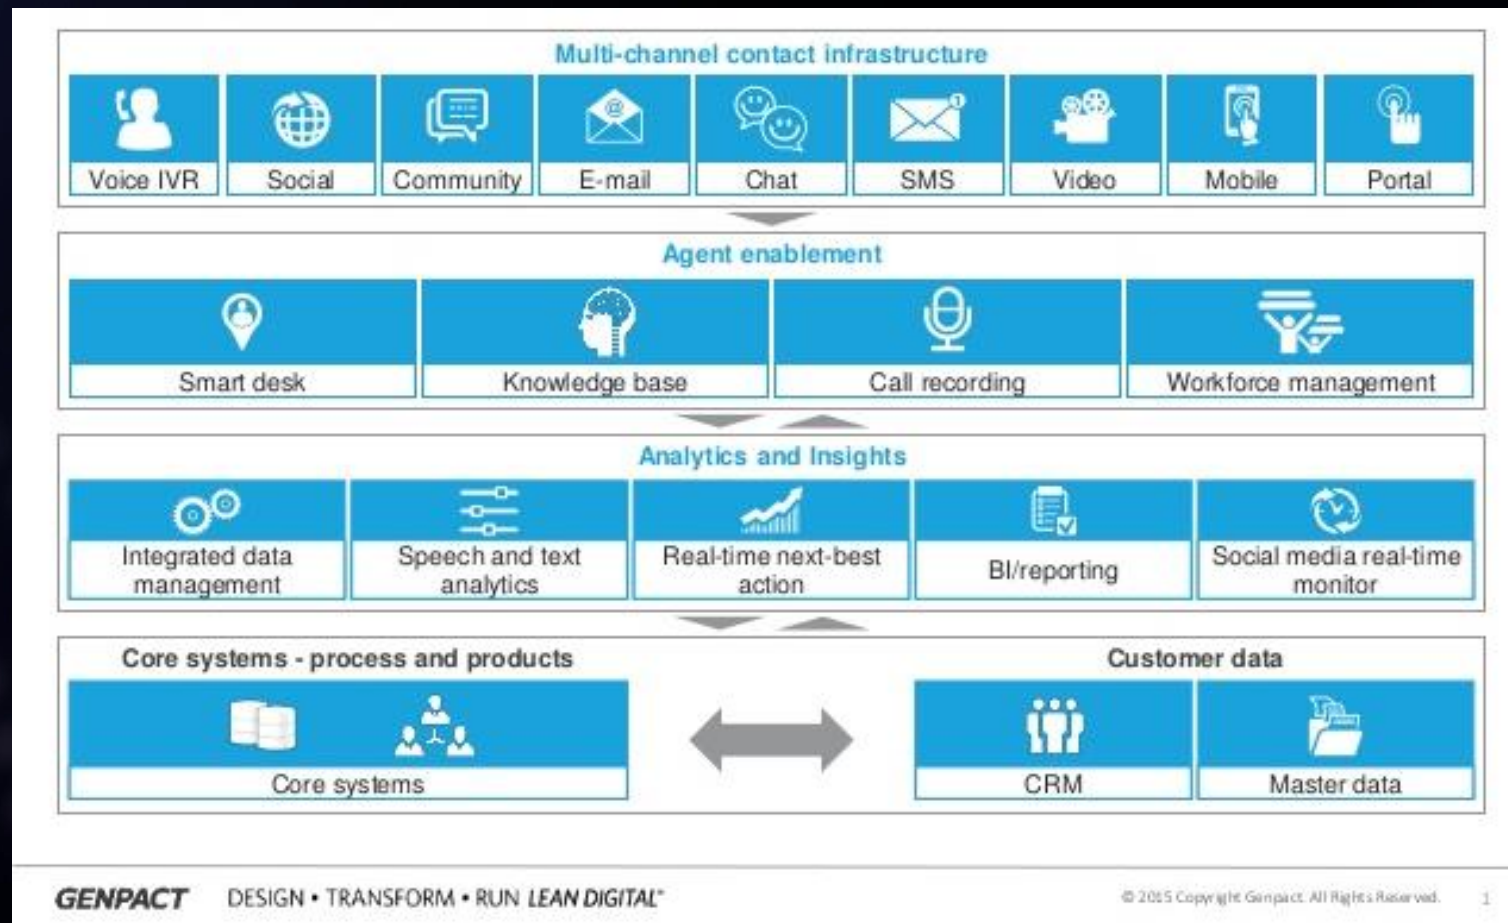 Multi-channel contact infrastructure
@
1
Voice IVR
Social
Community
E-mail
Chat
SMS
Video
Mobile
Portal
Agent enablement
Smart desk
Knowledge base
Call recording
Workforce management
Analytics and Insights
Integrated data
management
Speech and text
analytics
Real-time next-best
action
BI/reporting
Social media real-time
monitor
Core systems - process and products
Customer data
Core systems
CRM
Master data
GENPACT
DESIGN • TRANSFORM • RUN LEAN DIGITAL℠
© 2015 Copyright Genpact. All Rights Reserved.
1